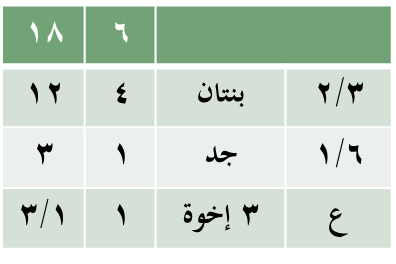 ٦ ١٨
٢/٣ بنتان ٤ ١٢
١/٦ جد ١ ٣
ع ٣ إخوة ١ ٣/١